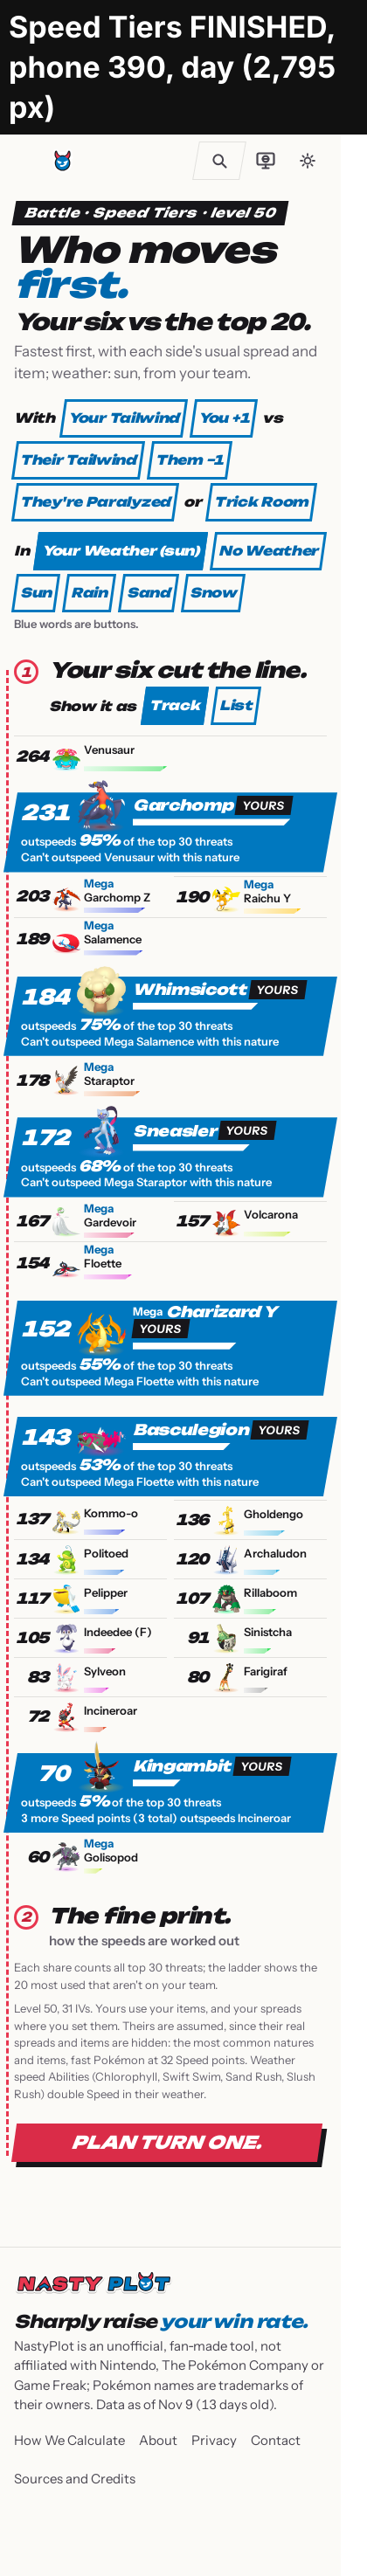 Speed Tiers FINISHED,
phone 390, day (2,795
px)
Battle · Speed Tiers · level 50
Who moves
first.
Your six vs the top 20.
Fastest first, with each side's usual spread and
item; weather: sun, from your team.
With Your Tailwind You +1 vs
Their Tailwind Them −1
They're Paralyzed or Trick Room
In Your Weather (sun) No Weather
Sun Rain Sand Snow
Blue words are buttons.
1 Your six cut the line.
Show it as Track List
264 Venusaur
231 Garchomp YOURS
outspeeds 95% of the top 30 threats
Can't outspeed Venusaur with this nature
203 Mega Garchomp Z
190 Mega Raichu Y
189 Mega Salamence
184 Whimsicott YOURS
outspeeds 75% of the top 30 threats
Can't outspeed Mega Salamence with this nature
178 Mega Staraptor
172 Sneasler YOURS
outspeeds 68% of the top 30 threats
Can't outspeed Mega Staraptor with this nature
167 Mega Gardevoir
157 Volcarona
154 Mega Floette
152 Mega Charizard Y YOURS
outspeeds 55% of the top 30 threats
Can't outspeed Mega Floette with this nature
143 Basculegion YOURS
outspeeds 53% of the top 30 threats
Can't outspeed Mega Floette with this nature
137 Kommo-o
136 Gholdengo
134 Politoed
120 Archaludon
117 Pelipper
107 Rillaboom
105 Indeedee (F)
91 Sinistcha
83 Sylveon
80 Farigiraf
72 Incineroar
70 Kingambit YOURS
outspeeds 5% of the top 30 threats
3 more Speed points (3 total) outspeeds Incineroar
60 Mega Golisopod
2 The fine print.
how the speeds are worked out
Each share counts all top 30 threats; the ladder shows the
20 most used that aren't on your team.
Level 50, 31 IVs. Yours use your items, and your spreads
where you set them. Theirs are assumed, since their real
spreads and items are hidden: the most common natures
and items, fast Pokémon at 32 Speed points. Weather
speed Abilities (Chlorophyll, Swift Swim, Sand Rush, Slush
Rush) double Speed in their weather.
PLAN TURN ONE.
NASTY PLOT
Sharply raise your win rate.
NastyPlot is an unofficial, fan-made tool, not
affiliated with Nintendo, The Pokémon Company or
Game Freak; Pokémon names are trademarks of
their owners. Data as of Nov 9 (13 days old).
How We Calculate About Privacy Contact
Sources and Credits